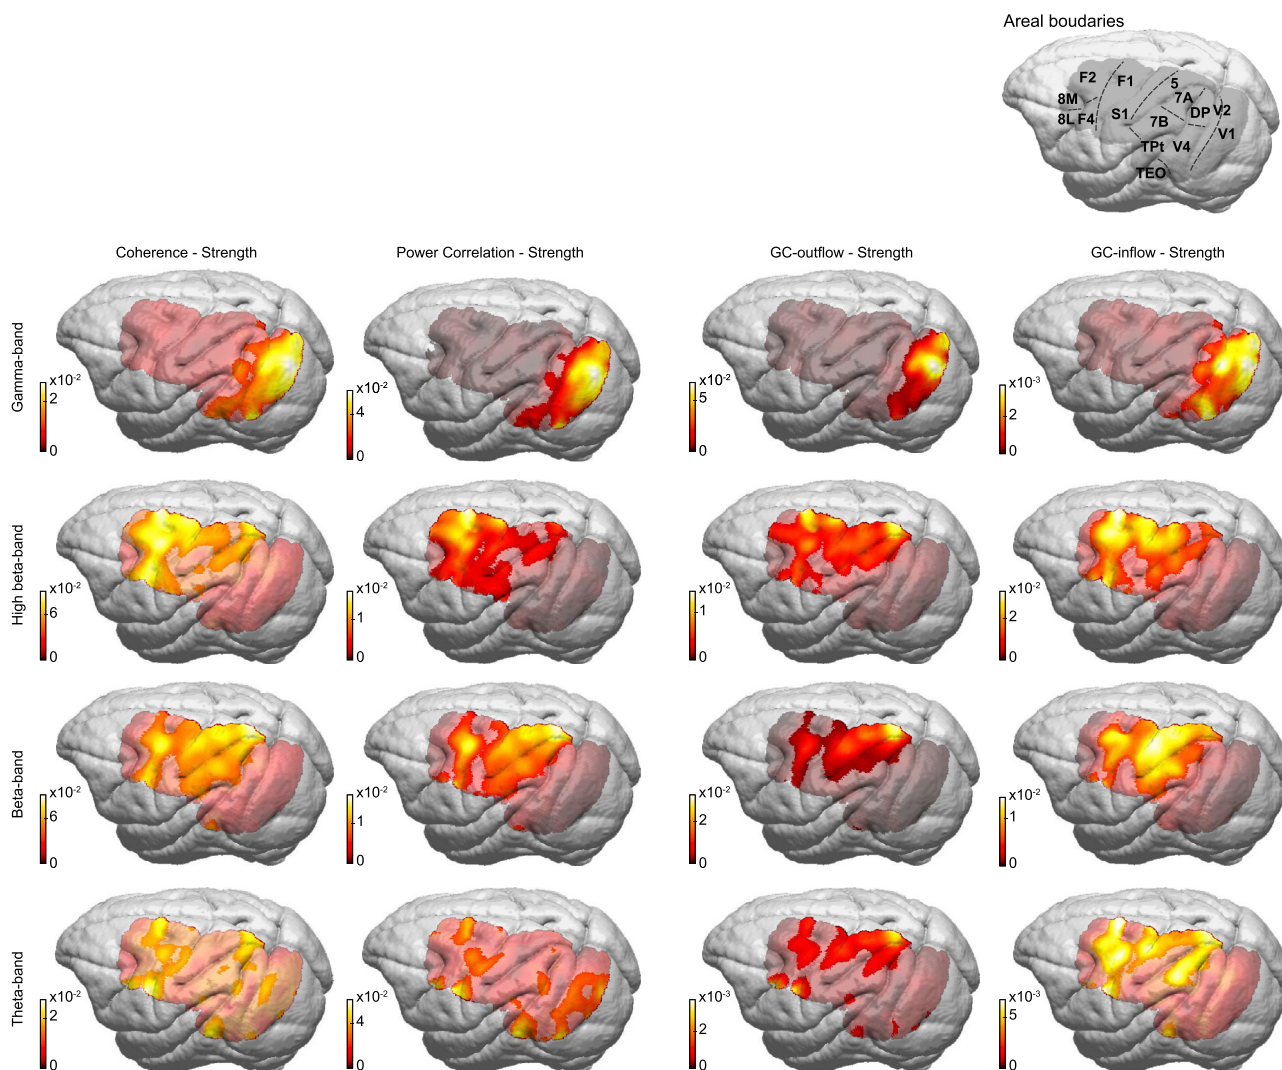 Areal boudaries
F2
F1
5
8M
7A
8L
F4
S1
7B
DP
V2
V1
TPt
V4
TEO
Coherence - Strength
Power Correlation - Strength
GC-outflow - Strength
GC-inflow - Strength
Gamma-band
x10-2
2
0
x10-2
4
0
x10-2
5
0
x10-3
2
0
High beta-band
x10-2
6
0
x10-2
1
0
x10-2
1
0
x10-2
2
0
Beta-band
x10-2
6
0
x10-2
1
0
x10-2
2
0
x10-2
1
0
Theta-band
x10-2
2
0
x10-2
4
0
x10-3
2
0
x10-3
5
0